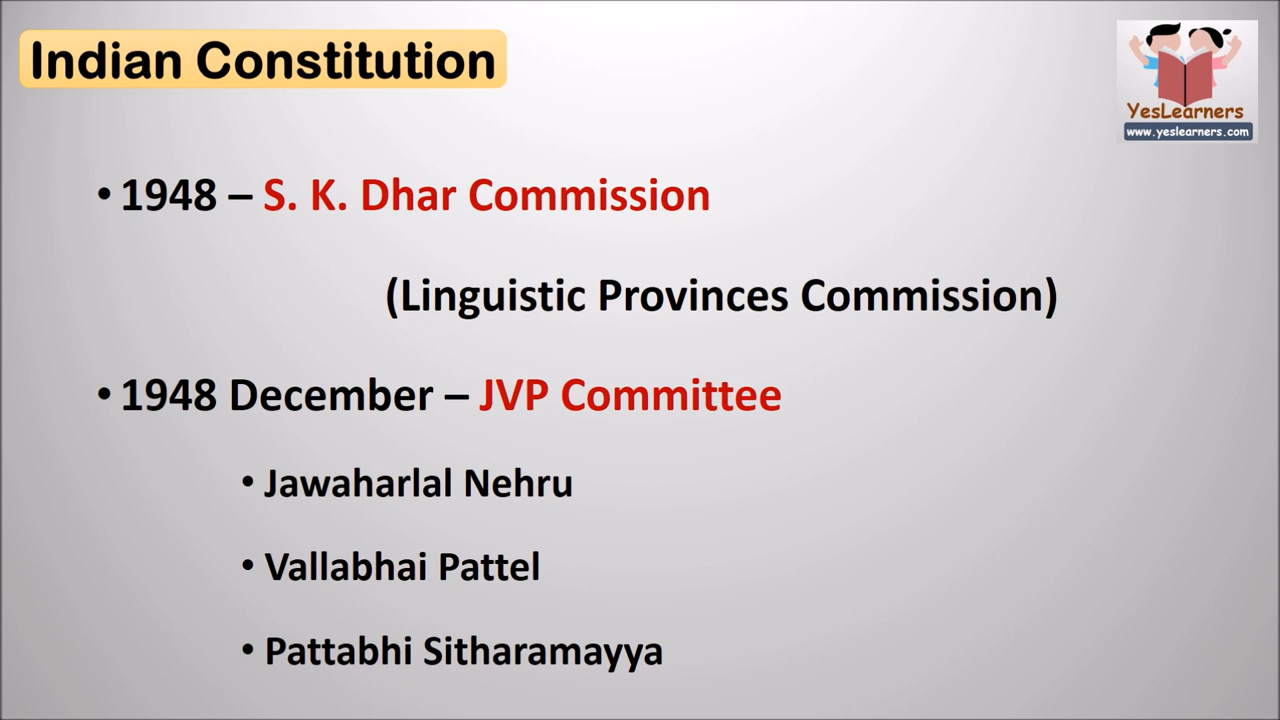 Indian Constitution
YesLearners
www.yeslearners.com
• 1948 – S. K. Dhar Commission
(Linguistic Provinces Commission)
• 1948 December – JVP Committee
• Jawaharlal Nehru
• Vallabhai Pattel
• Pattabhi Sitharamayya